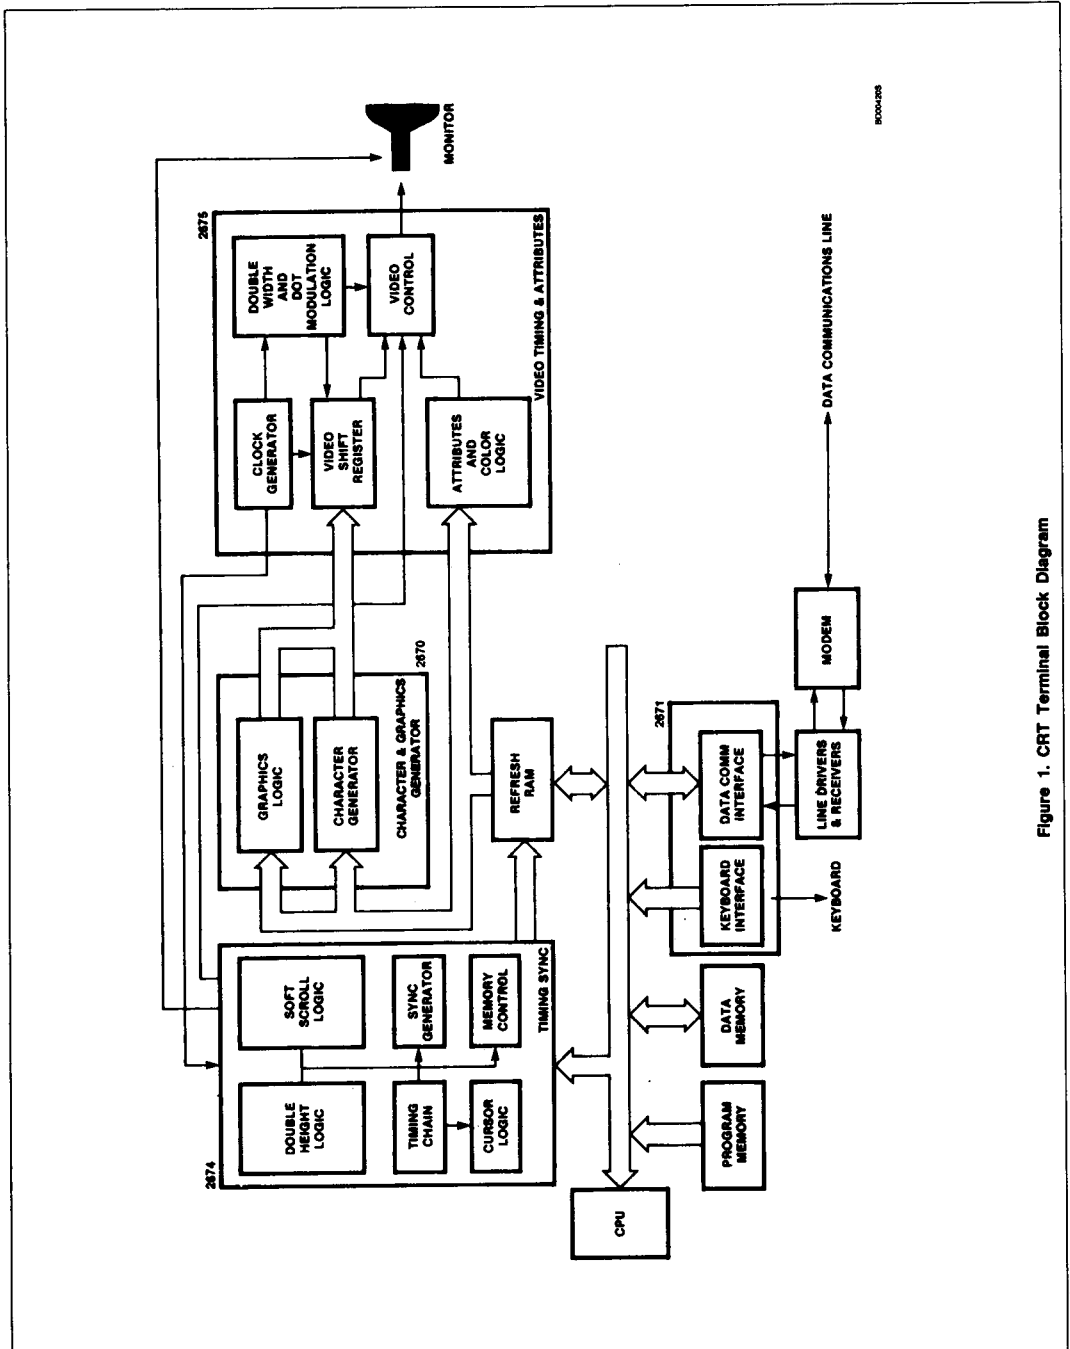 2674
DOUBLE
HEIGHT
LOGIC
SOFT
SCROLL
LOGIC
TIMING
CHAIN
SYNC
GENERATOR
CURSOR
LOGIC
MEMORY
CONTROL
TIMING SYNC
GRAPHICS
LOGIC
CHARACTER
GENERATOR
CHARACTER & GRAPHICS
GENERATOR
2670
2675
CLOCK
GENERATOR
DOUBLE
WIDTH
AND
DOT
MODULATION
LOGIC
VIDEO
SHIFT
REGISTER
VIDEO
CONTROL
ATTRIBUTES
AND
COLOR
LOGIC
VIDEO TIMING & ATTRIBUTES
MONITOR
REFRESH
RAM
CPU
PROGRAM
MEMORY
DATA
MEMORY
2671
KEYBOARD
INTERFACE
DATA COMM
INTERFACE
KEYBOARD
LINE DRIVERS
& RECEIVERS
MODEM
DATA COMMUNICATIONS LINE
BC00420S
Figure 1. CRT Terminal Block Diagram